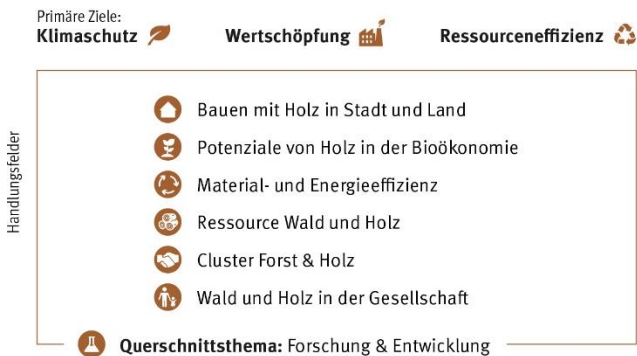 Primäre Ziele:
Klimaschutz
Wertschöpfung
Ressourceneffizienz
Handlungsfelder
Bauen mit Holz in Stadt und Land
Potenziale von Holz in der Bioökonomie
Material- und Energieeffizienz
Ressource Wald und Holz
Cluster Forst & Holz
Wald und Holz in der Gesellschaft
Querschnittsthema: Forschung & Entwicklung